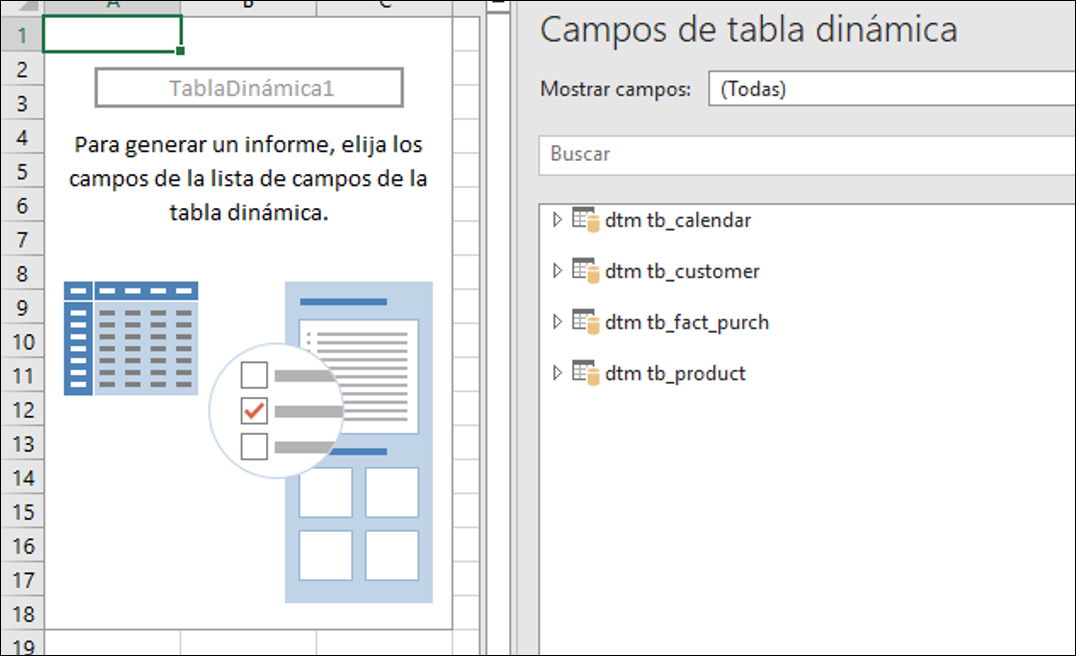 A B C
Campos de tabla dinámica
1
2
TablaDinámica1
Mostrar campos: (Todas)
3
4
Para generar un informe, elija los
campos de la lista de campos de la
tabla dinámica.
Buscar
5
6
7
dtm tb_calendar
8
dtm tb_customer
9
dtm tb_fact_purch
10
11
dtm tb_product
12
13
14
15
16
17
18
19